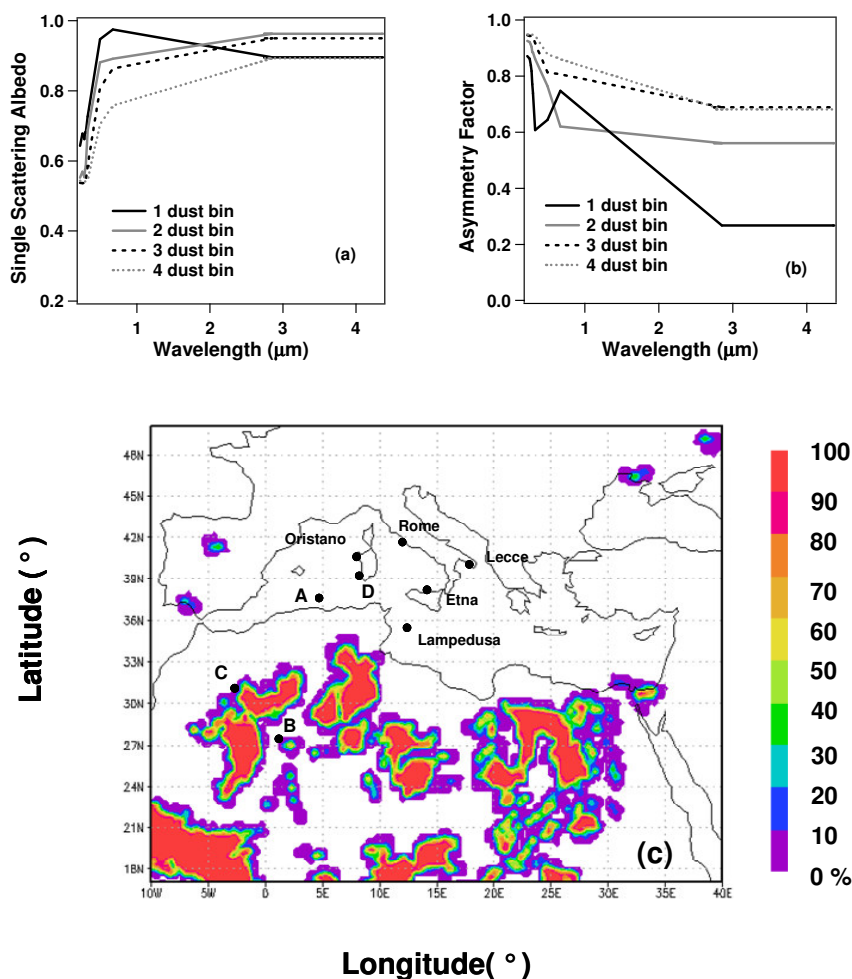 Single Scattering Albedo
1.0
0.8
0.6
0.4
0.2
1 dust bin
2 dust bin
3 dust bin
4 dust bin
(a)
1
2
3
4
Wavelength (μm)
Asymmetry Factor
1.0
0.8
0.6
0.4
0.2
0.0
1 dust bin
2 dust bin
3 dust bin
4 dust bin
(b)
1
2
3
4
Wavelength (μm)
Latitude ( ° )
48N
45N
42N
39N
36N
33N
30N
27N
24N
21N
18N
Oristano
Rome
Lecce
A
D
Etna
Lampedusa
C
B
(c)
10W
5W
0
5E
10E
15E
20E
25E
30E
35E
40E
Longitude( ° )
100
90
80
70
60
50
40
30
20
10
0 %